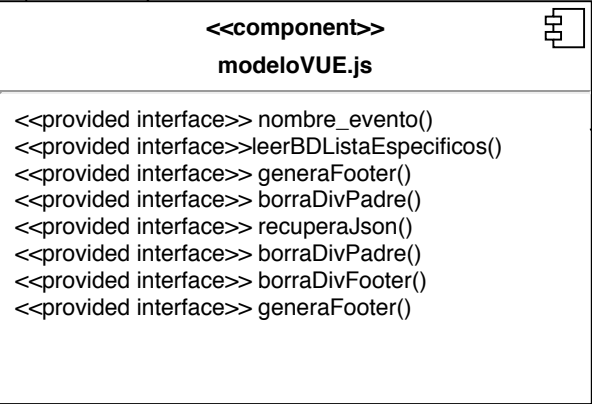 <<component>>
modeloVUE.js
<<provided interface>> nombre_evento()
<<provided interface>>leerBDListaEspecificos()
<<provided interface>> generaFooter()
<<provided interface>> borraDivPadre()
<<provided interface>> recuperaJson()
<<provided interface>> borraDivPadre()
<<provided interface>> borraDivFooter()
<<provided interface>> generaFooter()